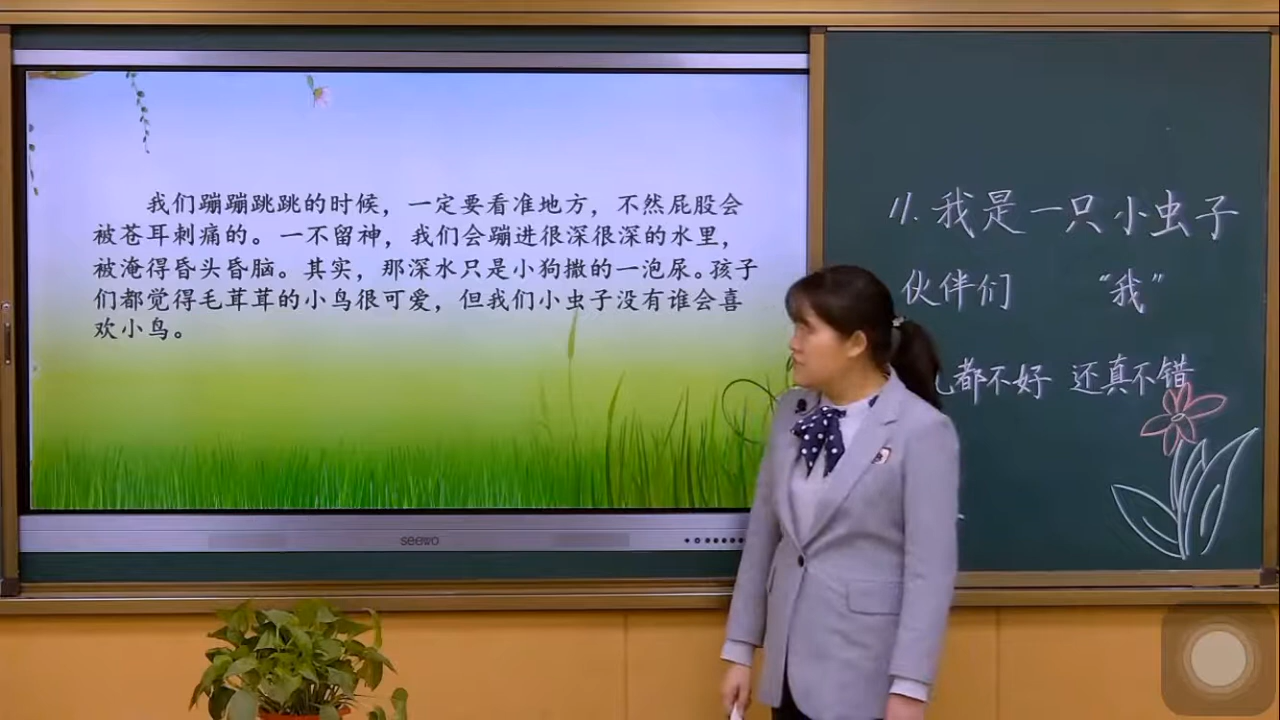 我们蹦蹦跳跳的时候，一定要看准地方，不然屁股会
被苍耳刺痛的。一不留神，我们会蹦进很深很深的水里，
被淹得昏头昏脑。其实，那深水只是小狗撒的一泡尿。孩子
们都觉得毛茸茸的小鸟很可爱，但我们小虫子没有谁会喜
欢小鸟。
seewo
11.我是一只小虫子
伙伴们 “我”
都不好 还真不错